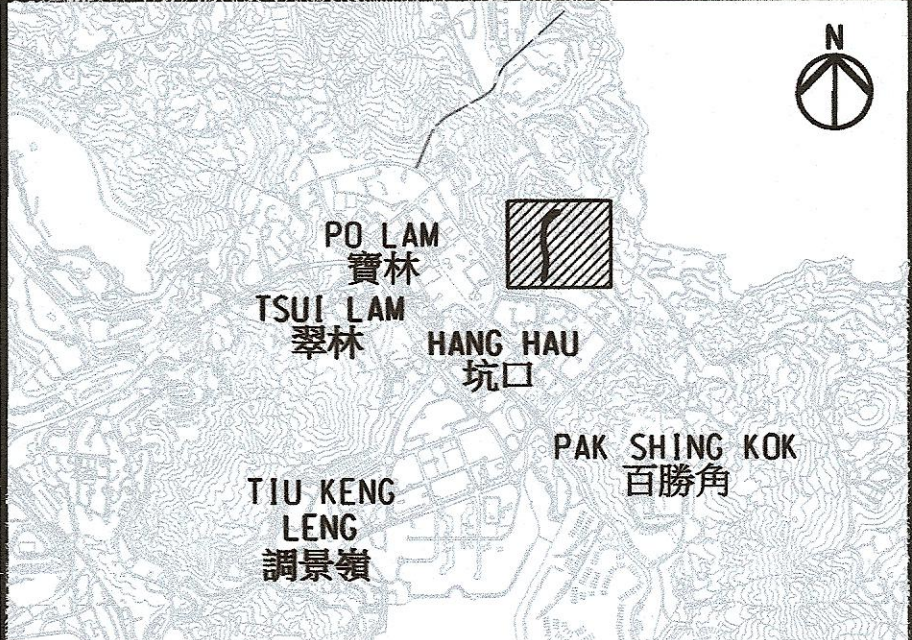 N
PO LAM
寶林
TSUI LAM
翠林
HANG HAU
坑口
PAK SHING KOK
百勝角
TIU KENG
LENG
調景嶺